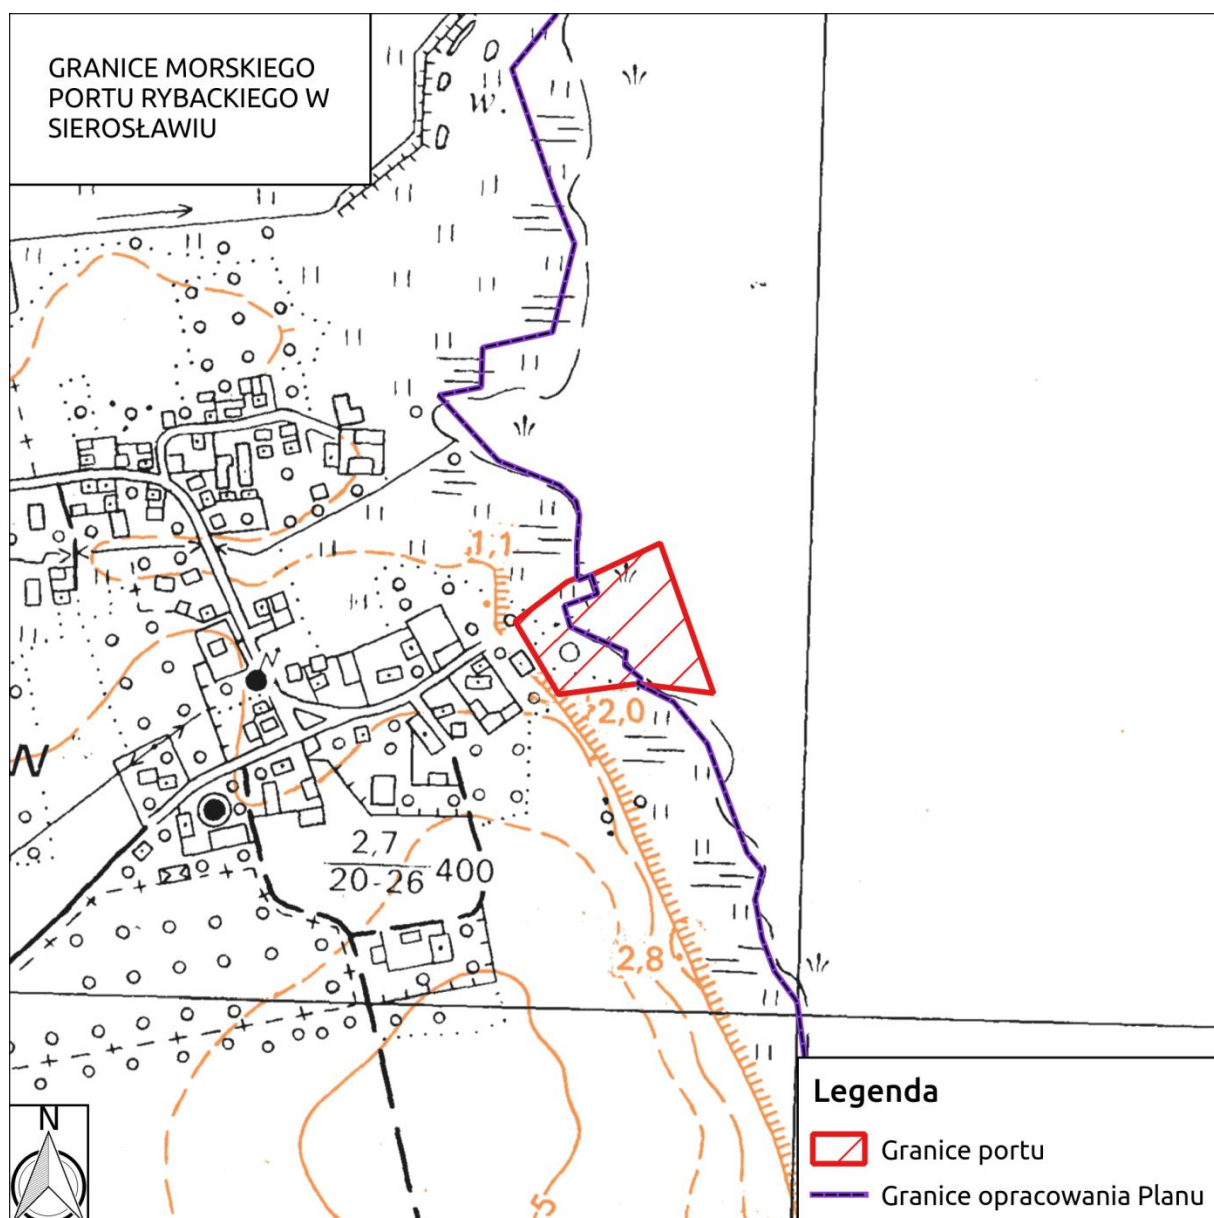 GRANICE MORSKIEGO
PORTU RYBACKIEGO W
SIEROSŁAWIU
w.
1,1
2,0
W
2,7
20-26 400
2,8
5
N
Legenda
Granice portu
Granice opracowania Planu